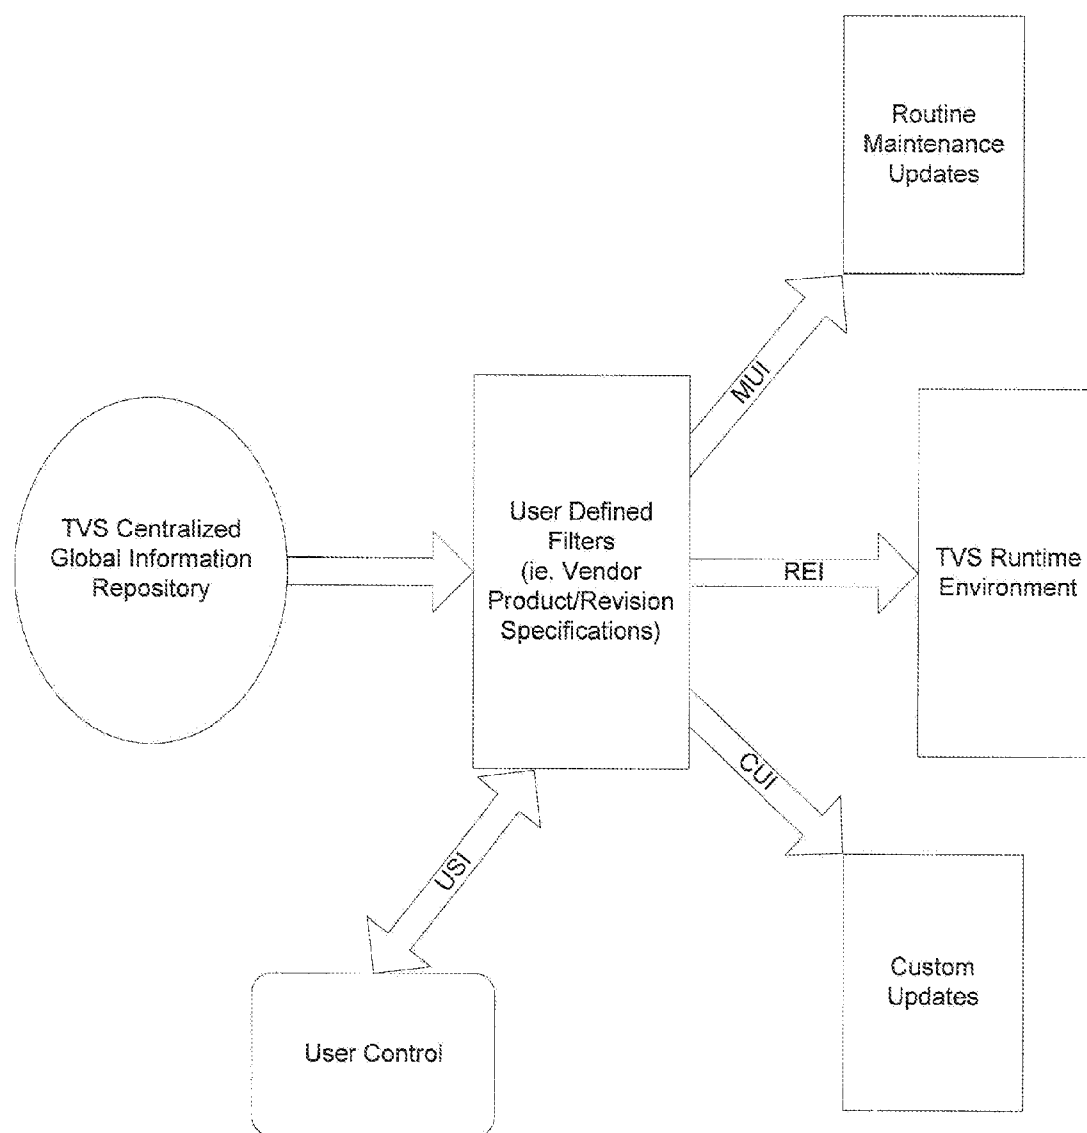 Routine
Maintenance
Updates
MUI
TVS Centralized
Global Information
Repository
User Defined
Filters
(ie. Vendor
Product/Revision
Specifications)
REI
TVS Runtime
Environment
CUI
USI
Custom
Updates
User Control